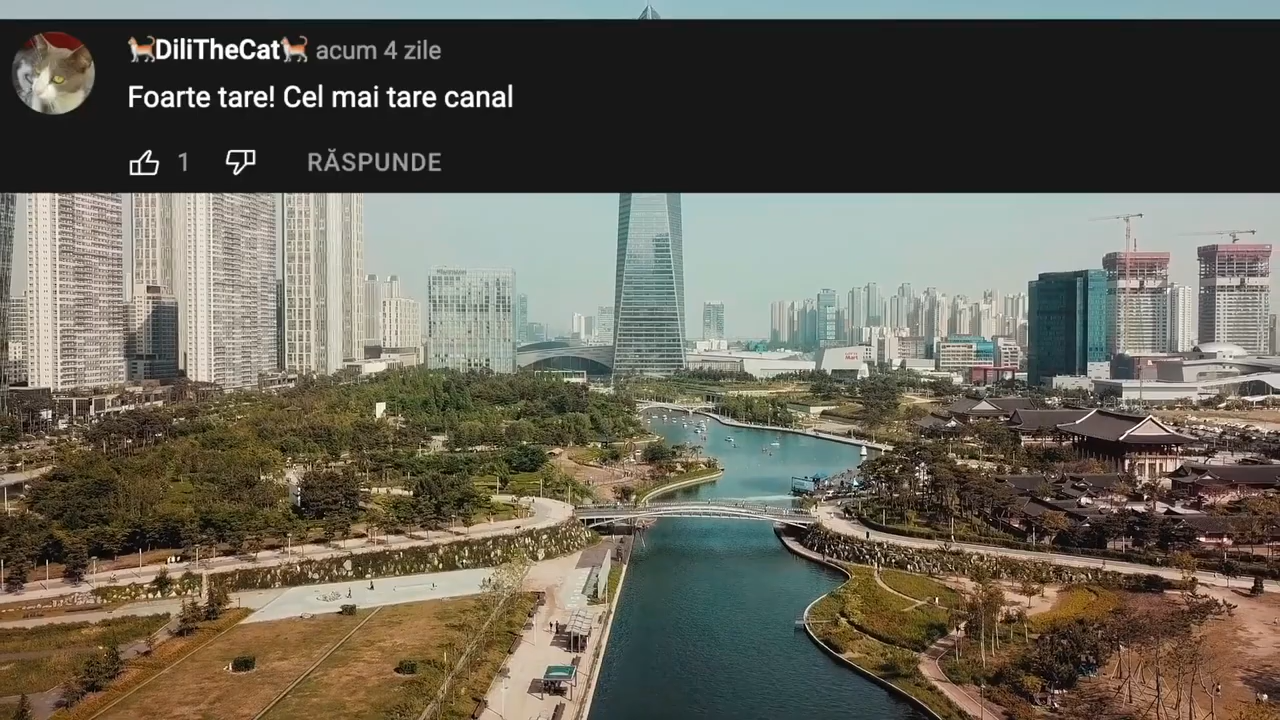 🐈DiliTheCat🐈 acum 4 zile
Foarte tare! Cel mai tare canal
1 RĂSPUNDE